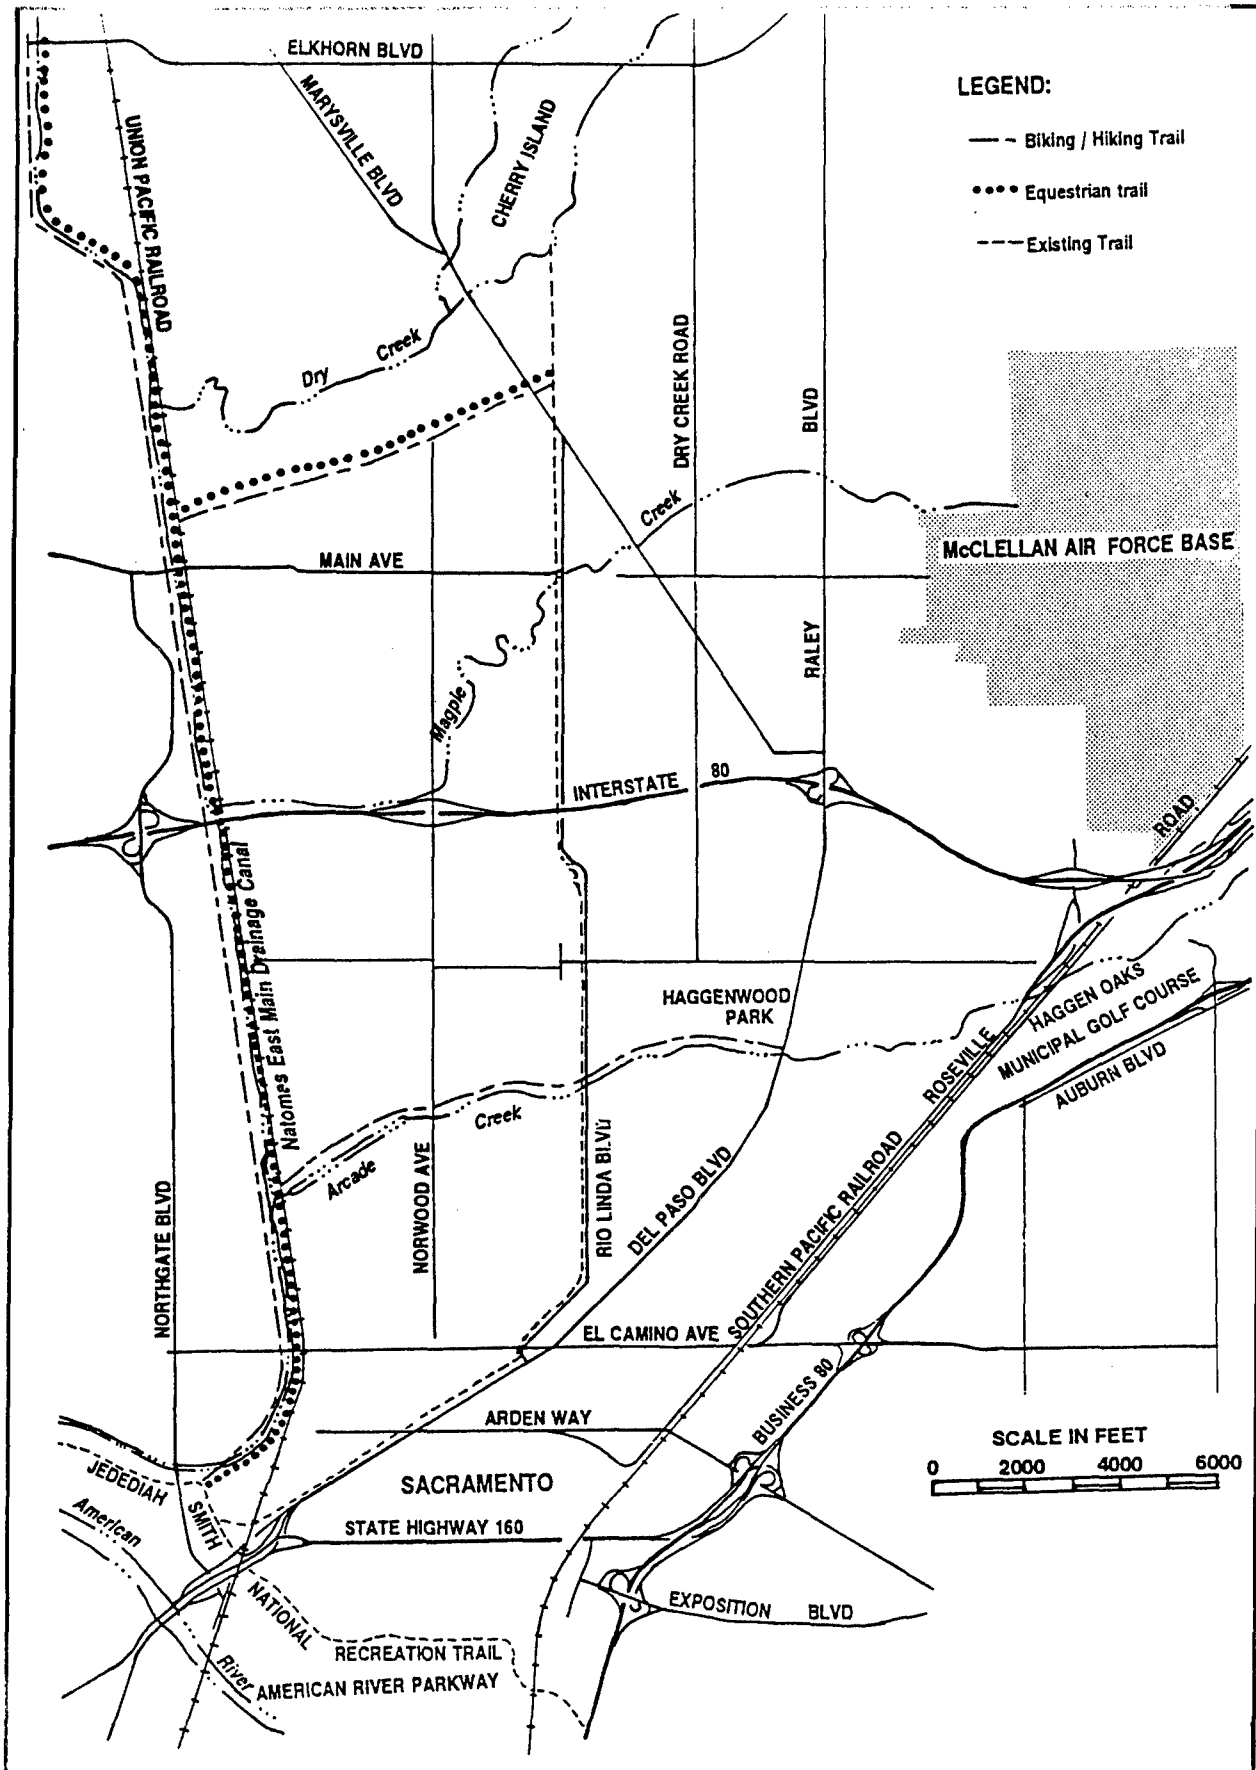 ELKHORN BLVD
MARYSVILLE BLVD
CHERRY ISLAND
UNION PACIFIC RAILROAD
LEGEND:
Biking / Hiking Trail
Equestrian trail
Existing Trail
Dry Creek
DRY CREEK ROAD
RALEY BLVD
Magpie Creek
McCLELLAN AIR FORCE BASE
MAIN AVE
INTERSTATE 80
ROAD
Natomas East Main Drainage Canal
HAGGENWOOD
PARK
HAGGEN OAKS
MUNICIPAL GOLF COURSE
AUBURN BLVD
ROSEVILLE
Arcade Creek
NORTHGATE BLVD
NORWOOD AVE
RIO LINDA BLVD
DEL PASO BLVD
SOUTHERN PACIFIC RAILROAD
EL CAMINO AVE
BUSINESS 80
ARDEN WAY
SCALE IN FEET
0 2000 4000 6000
SACRAMENTO
STATE HIGHWAY 160
JEDEDIAH
SMITH
NATIONAL
RECREATION TRAIL
American River
AMERICAN RIVER PARKWAY
EXPOSITION BLVD